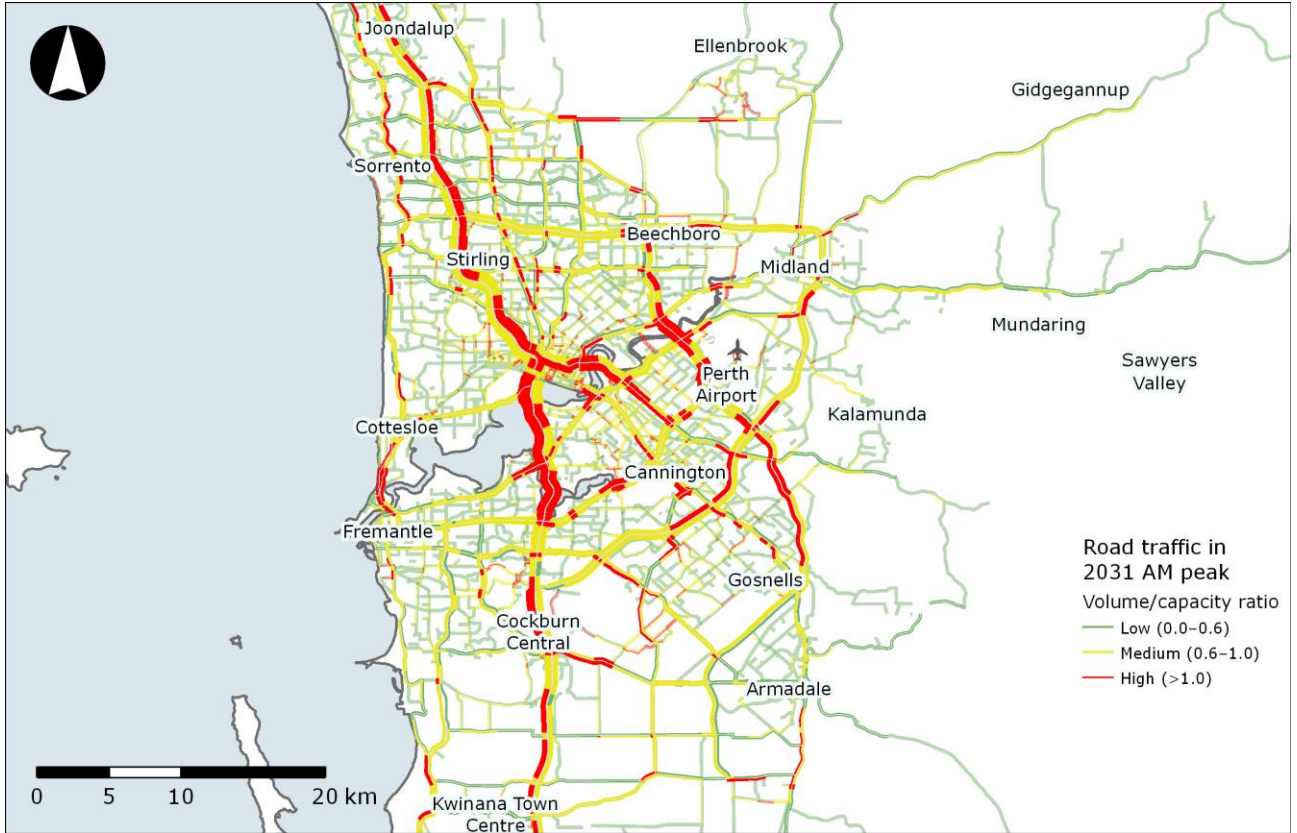 Joondalup
Ellenbrook
Gidgegannup
Sorrento
Beechboro
Stirling
Midland
Mundaring
Sawyers
Valley
Perth
Airport
Kalamunda
Cottesloe
Cannington
Fremantle
Gosnells
Cockburn
Central
Armadale
Kwinana Town
Centre
0 5 10 20 km
Road traffic in
2031 AM peak
Volume/capacity ratio
Low (0.0–0.6)
Medium (0.6–1.0)
High (>1.0)